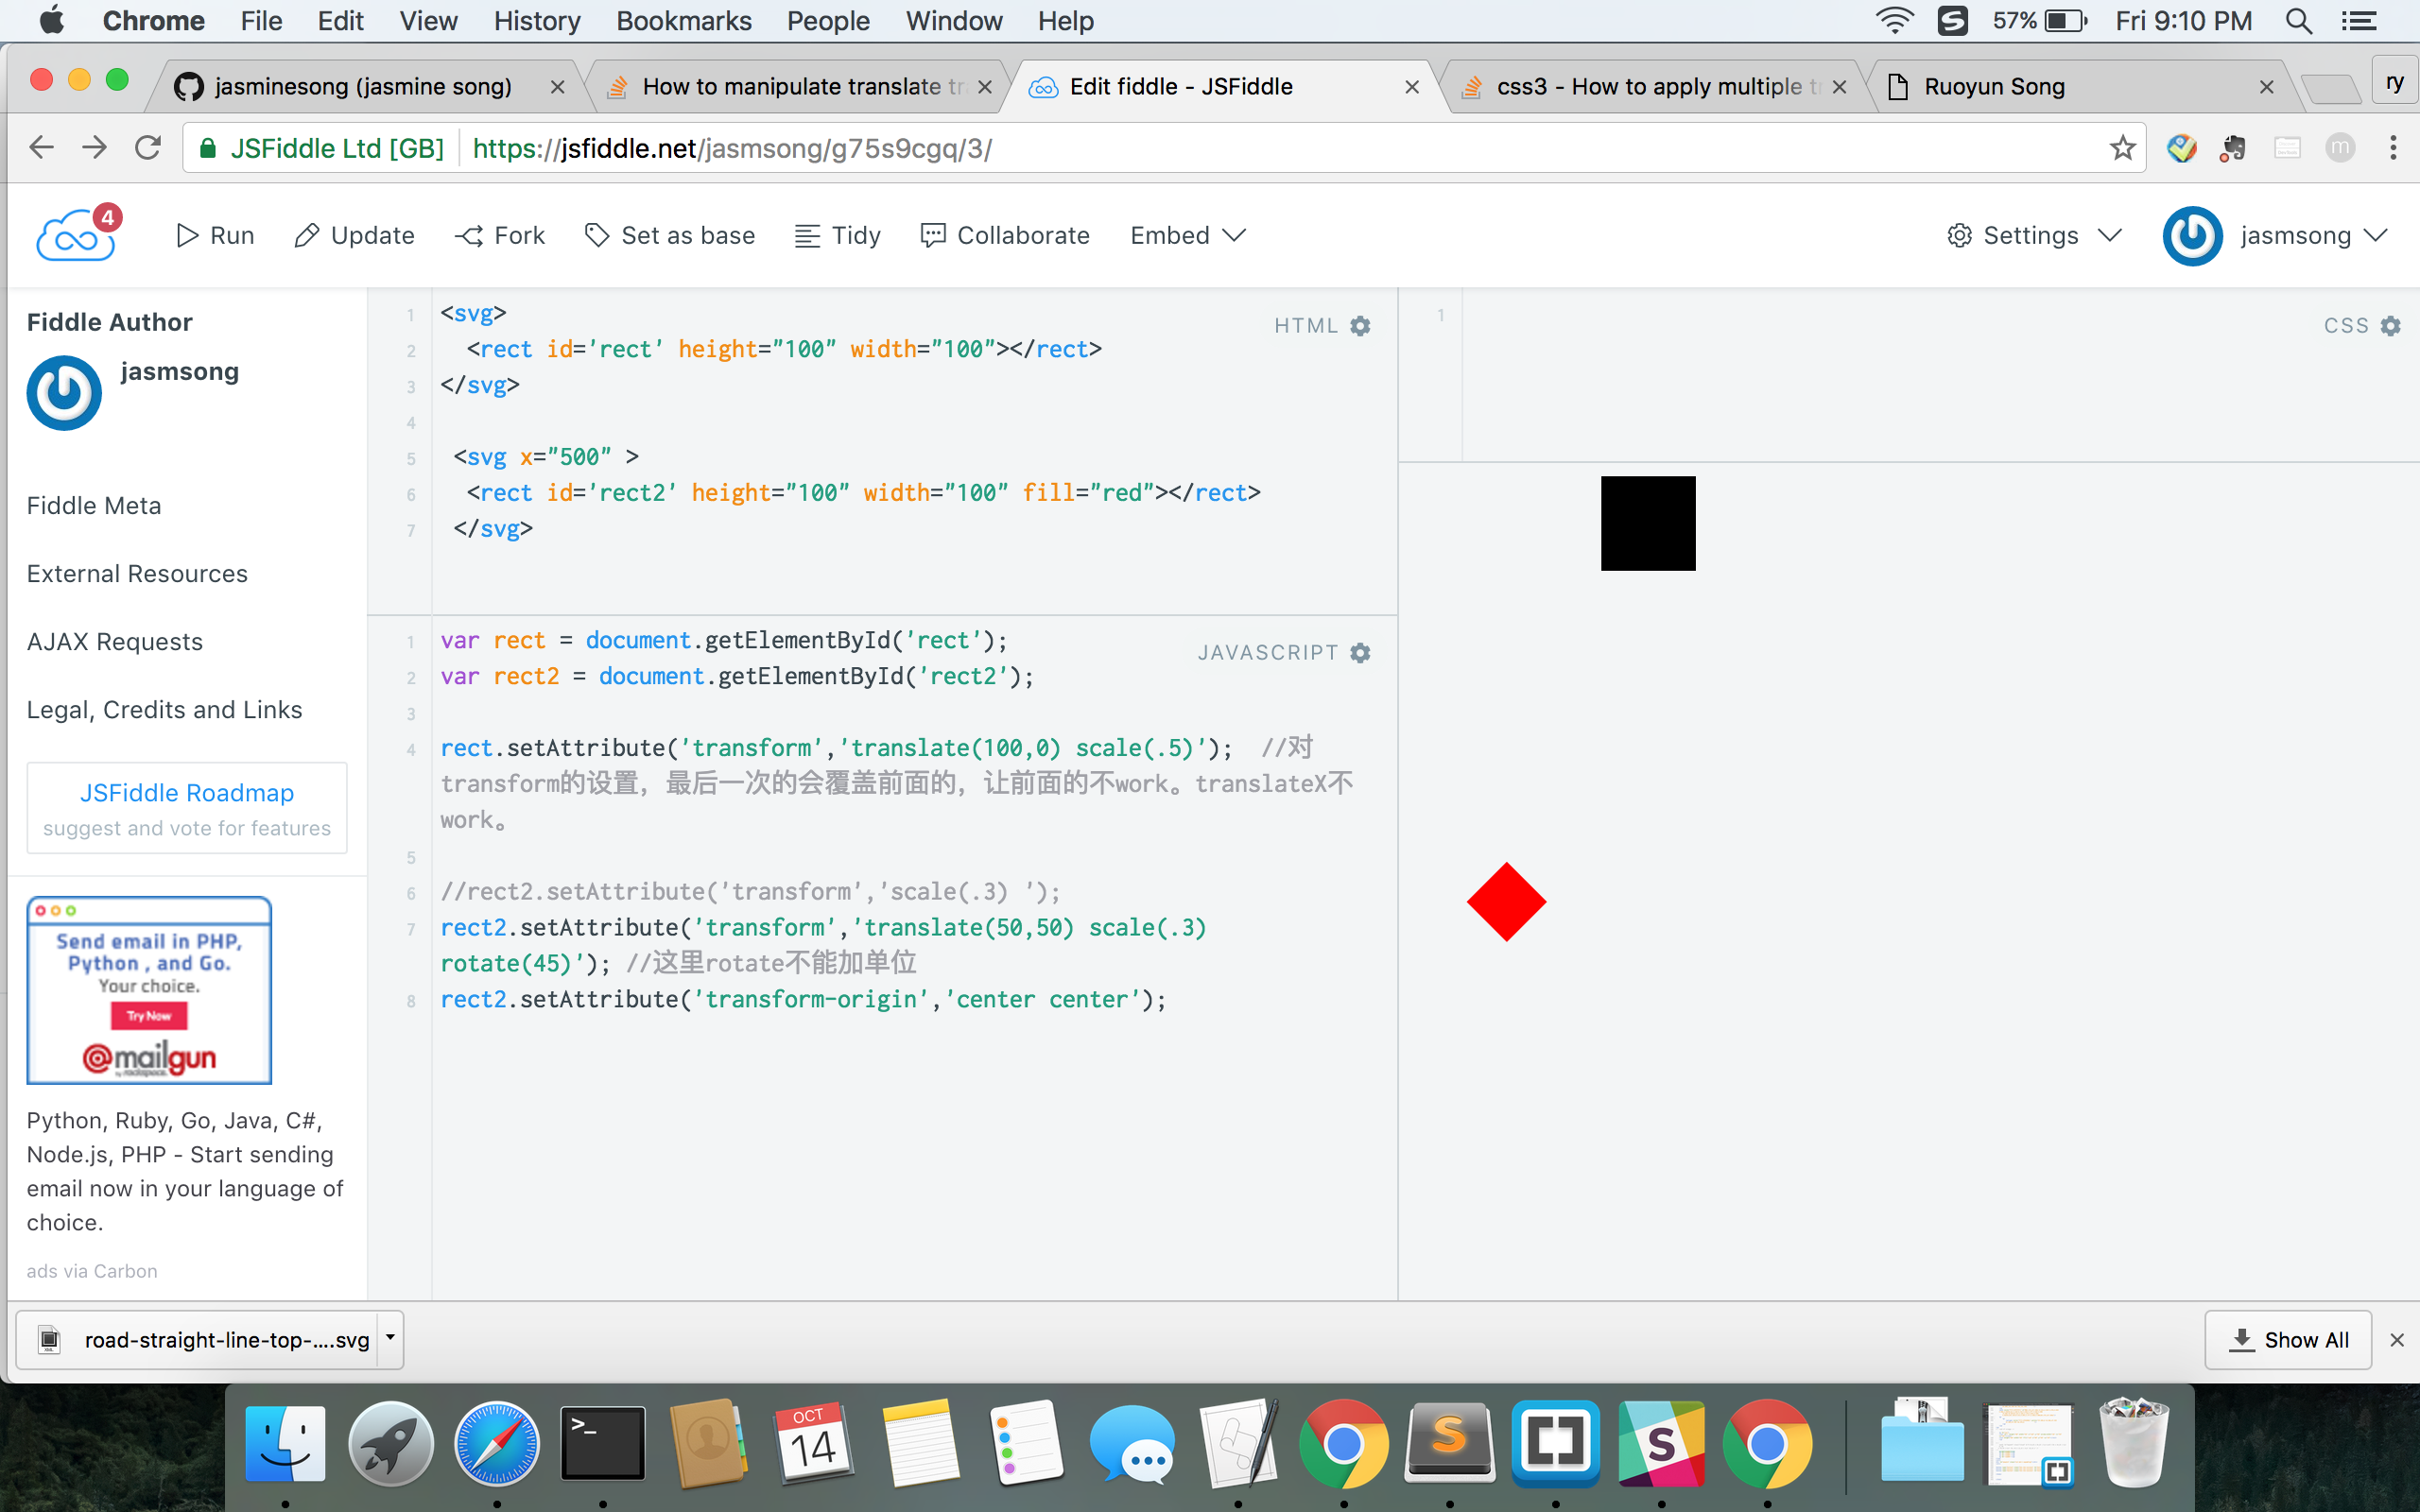 Chrome File Edit View History Bookmarks People Window Help 57% Fri 9:10 PM
jasminesong (jasmine song) How to manipulate translate tr Edit fiddle - JSFiddle css3 - How to apply multiple t Ruoyun Song ry
JSFiddle Ltd [GB] https://jsfiddle.net/jasmsong/g75s9cgq/3/
4 Run Update Fork Set as base Tidy Collaborate Embed Settings jasmsong
Fiddle Author
jasmsong
Fiddle Meta
External Resources
AJAX Requests
Legal, Credits and Links
JSFiddle Roadmap
suggest and vote for features
Send email in PHP,
Python , and Go.
Your choice.
Try Now
@mailgun
Python, Ruby, Go, Java, C#,
Node.js, PHP - Start sending
email now in your language of
choice.
ads via Carbon
HTML
1 <svg>
2 <rect id='rect' height="100" width="100"></rect>
3 </svg>
4
5 <svg x="500" >
6 <rect id='rect2' height="100" width="100" fill="red"></rect>
7 </svg>
JAVASCRIPT
1 var rect = document.getElementById('rect');
2 var rect2 = document.getElementById('rect2');
3
4 rect.setAttribute('transform','translate(100,0) scale(.5)'); //对
transform的设置，最后一次的会覆盖前面的，让前面的不work。translateX不
work。
5
6 //rect2.setAttribute('transform','scale(.3) ');
7 rect2.setAttribute('transform','translate(50,50) scale(.3)
rotate(45)'); //这里rotate不能加单位
8 rect2.setAttribute('transform-origin','center center');
1 CSS
road-straight-line-top-....svg Show All
OCT
14